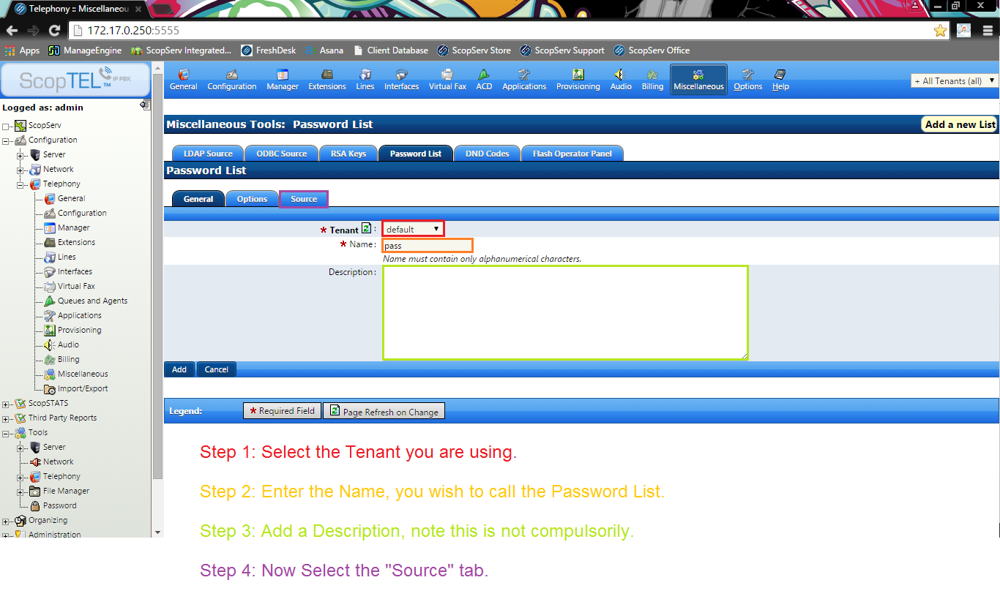 Telephony :: Miscellaneou
172.17.0.250:5555
Apps ManageEngine ScopServ Integrated... FreshDesk Asana Client Database ScopServ Store ScopServ Support ScopServ Office
ScopTEL™ IP PBX
General Configuration Manager Extensions Lines Interfaces Virtual Fax ACD Applications Provisioning Audio Billing Miscellaneous Options Help
+ All Tenants (all)
Logged as: admin
ScopServ
Configuration
Server
Network
Telephony
General
Configuration
Manager
Extensions
Lines
Interfaces
Virtual Fax
Queues and Agents
Applications
Provisioning
Audio
Billing
Miscellaneous
Import/Export
ScopSTATS
Third Party Reports
Tools
Server
Network
Telephony
File Manager
Password
Organizing
Administration
Miscellaneous Tools: Password List
Add a new List
LDAP Source ODBC Source RSA Keys Password List DND Codes Flash Operator Panel
Password List
General Options Source
* Tenant : default
* Name : pass
Name must contain only alphanumerical characters.
Description :
Add Cancel
Legend: * Required Field Page Refresh on Change
Step 1: Select the Tenant you are using.
Step 2: Enter the Name, you wish to call the Password List.
Step 3: Add a Description, note this is not compulsorily.
Step 4: Now Select the "Source" tab.